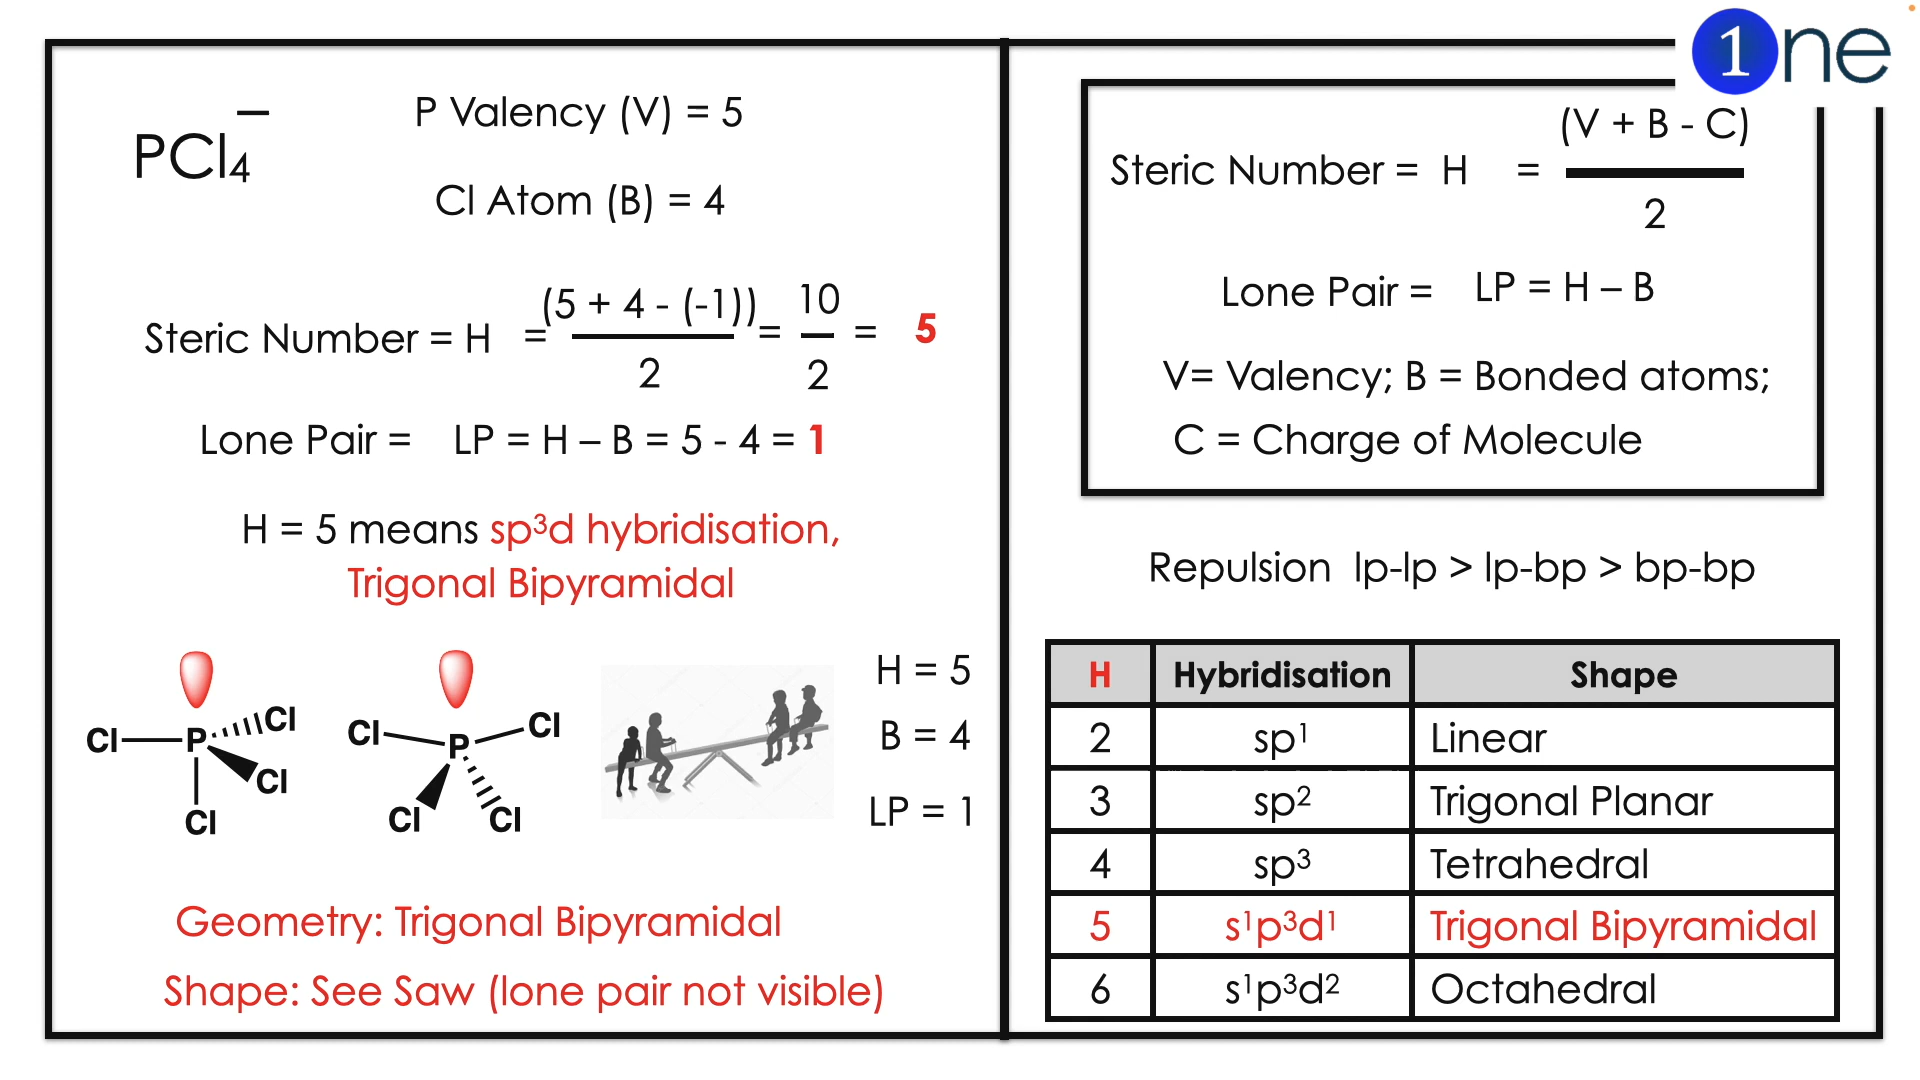 1ne
PCl₄⁻
P Valency (V) = 5
Cl Atom (B) = 4
Steric Number = H = (5 + 4 - (-1)) / 2 = 10 / 2 = 5
Lone Pair = LP = H – B = 5 - 4 = 1
H = 5 means sp³d hybridisation,
Trigonal Bipyramidal
Cl P Cl Cl Cl
Cl P Cl Cl Cl
H = 5
B = 4
LP = 1
Geometry: Trigonal Bipyramidal
Shape: See Saw (lone pair not visible)
Steric Number = H = (V + B - C) / 2
Lone Pair = LP = H – B
V= Valency; B = Bonded atoms;
C = Charge of Molecule
Repulsion lp-lp > lp-bp > bp-bp
H Hybridisation Shape
2 sp¹ Linear
3 sp² Trigonal Planar
4 sp³ Tetrahedral
5 s¹p³d¹ Trigonal Bipyramidal
6 s¹p³d² Octahedral